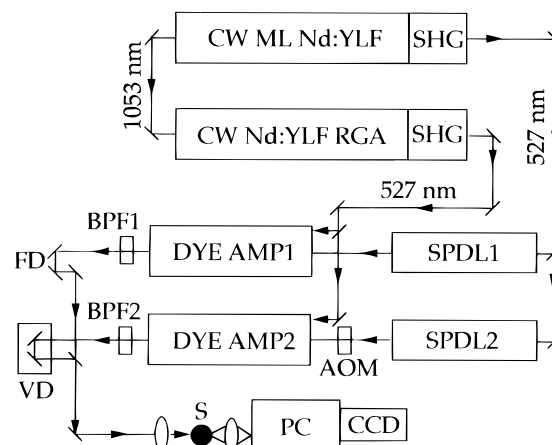 CW ML Nd:YLF SHG
1053 nm
527 nm
CW Nd:YLF RGA SHG
527 nm
BPF1
DYE AMP1
SPDL1
FD
BPF2
DYE AMP2
SPDL2
VD
AOM
S
PC
CCD